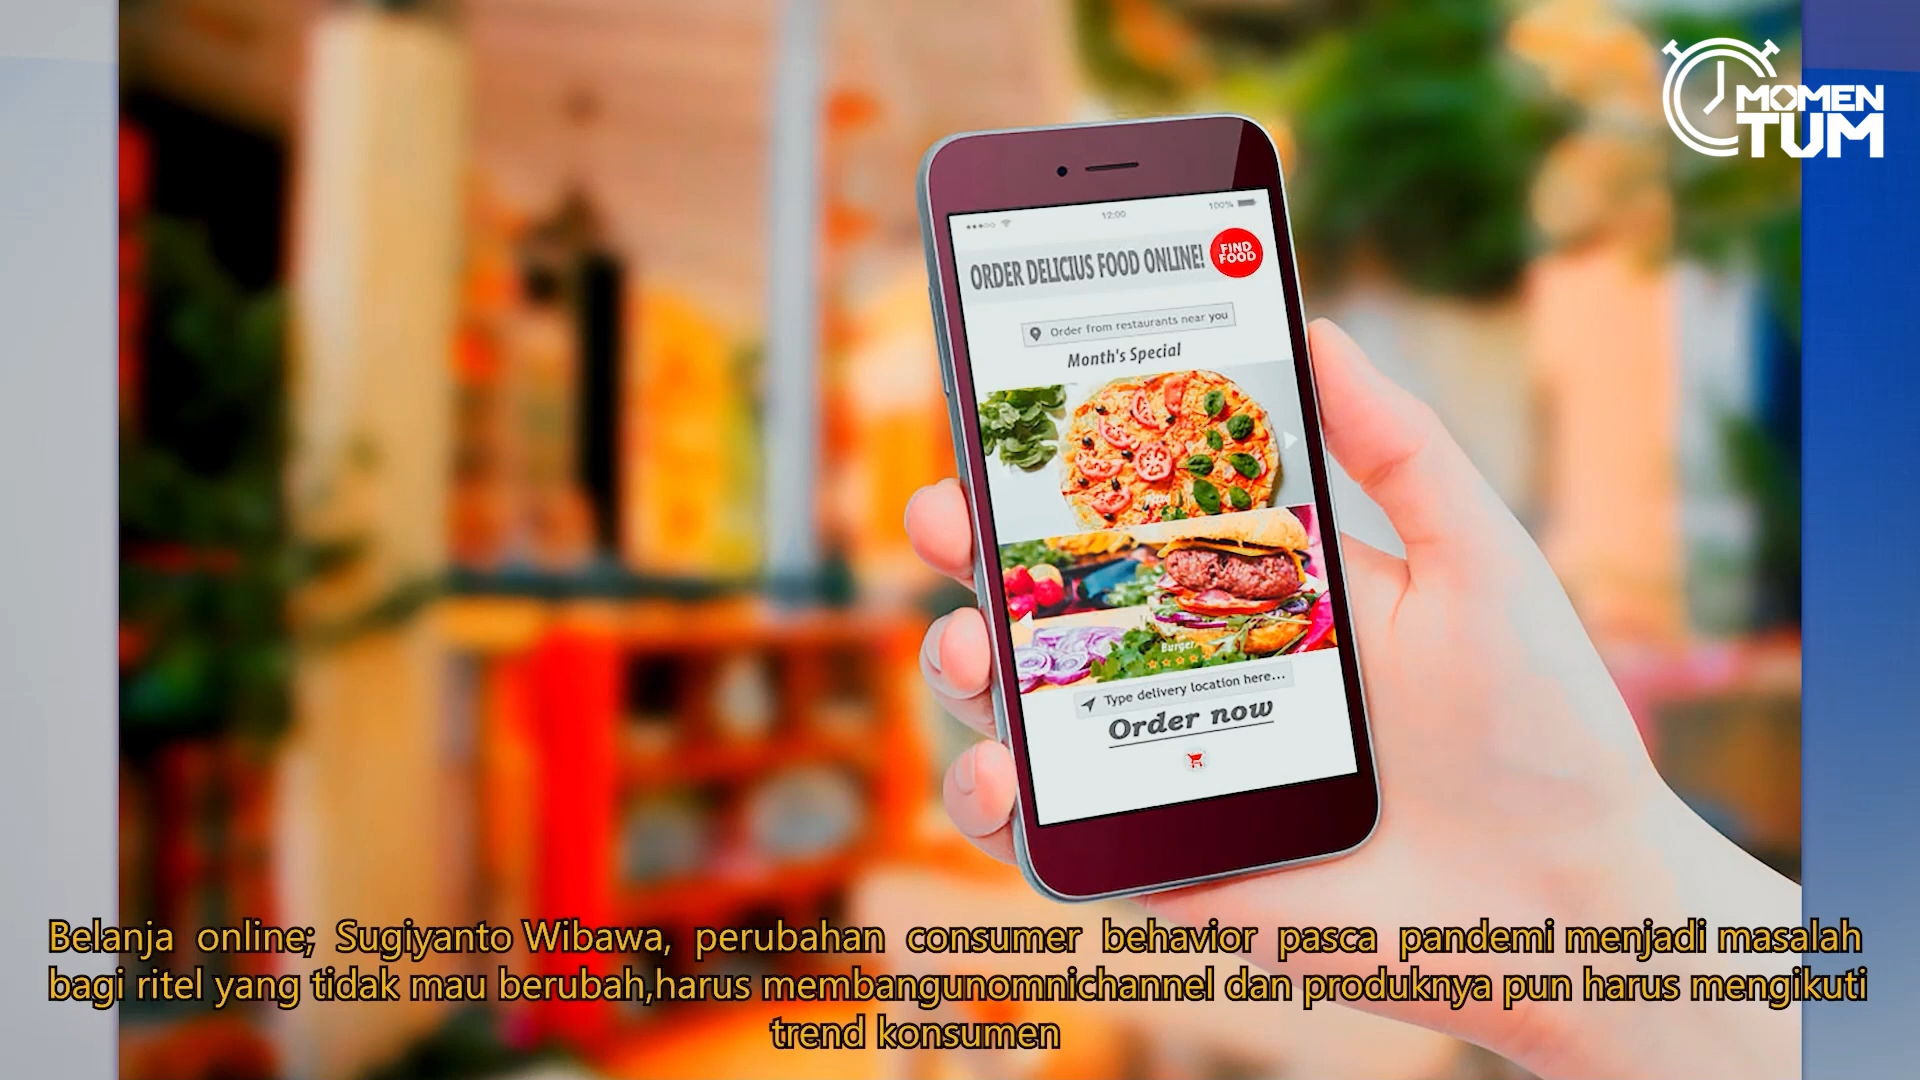 MOMEN
TUM
12:00
100%
ORDER DELICIUS FOOD ONLINE!
FIND
FOOD
Order from restaurants near you
Month's Special
Burger
Type delivery location here...
Order now
Belanja online; Sugiyanto Wibawa, perubahan consumer behavior pasca pandemi menjadi masalah
bagi ritel yang tidak mau berubah,harus membangunomnichannel dan produknya pun harus mengikuti
trend konsumen